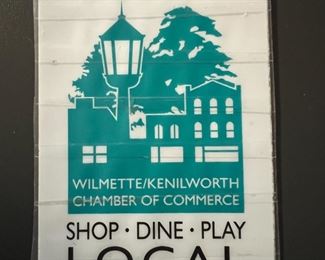 WILMETTE/KENILWORTH
CHAMBER OF COMMERCE
SHOP · DINE · PLAY
LOCAL